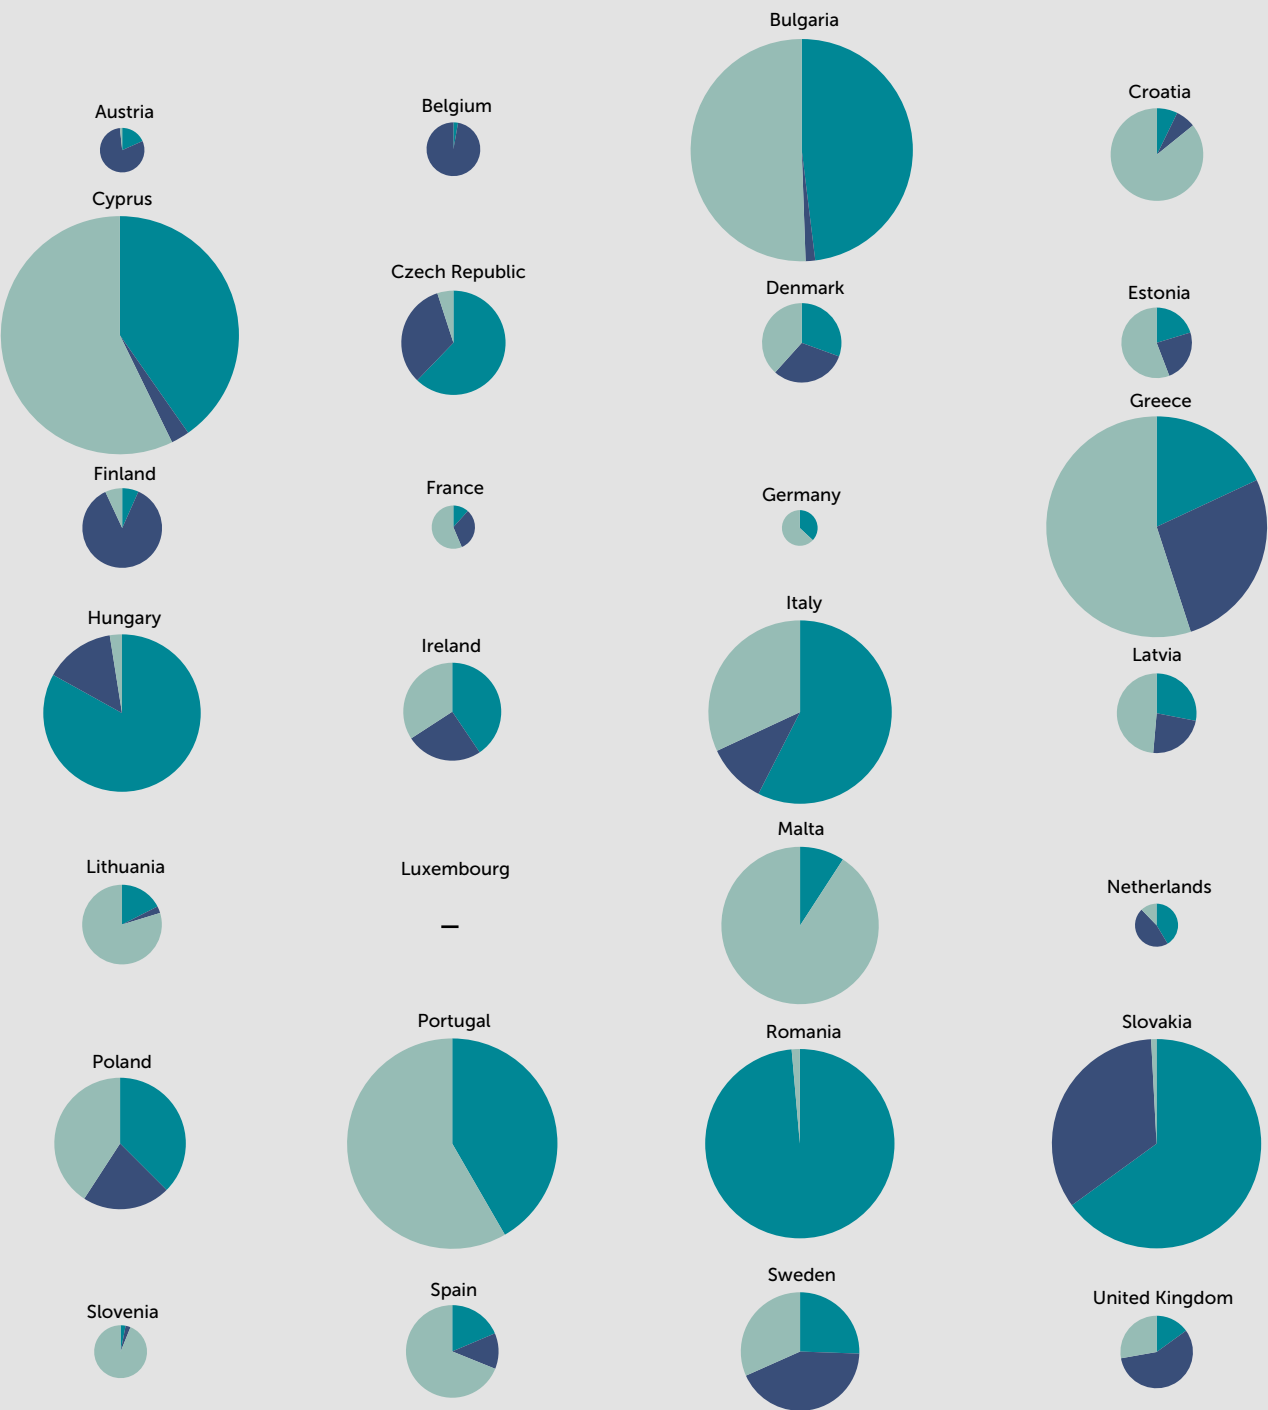 Austria
Belgium
Bulgaria
Croatia
Cyprus
Czech Republic
Denmark
Estonia
Finland
France
Germany
Greece
Hungary
Ireland
Italy
Latvia
Lithuania
Luxembourg
–
Malta
Netherlands
Poland
Portugal
Romania
Slovakia
Slovenia
Spain
Sweden
United Kingdom